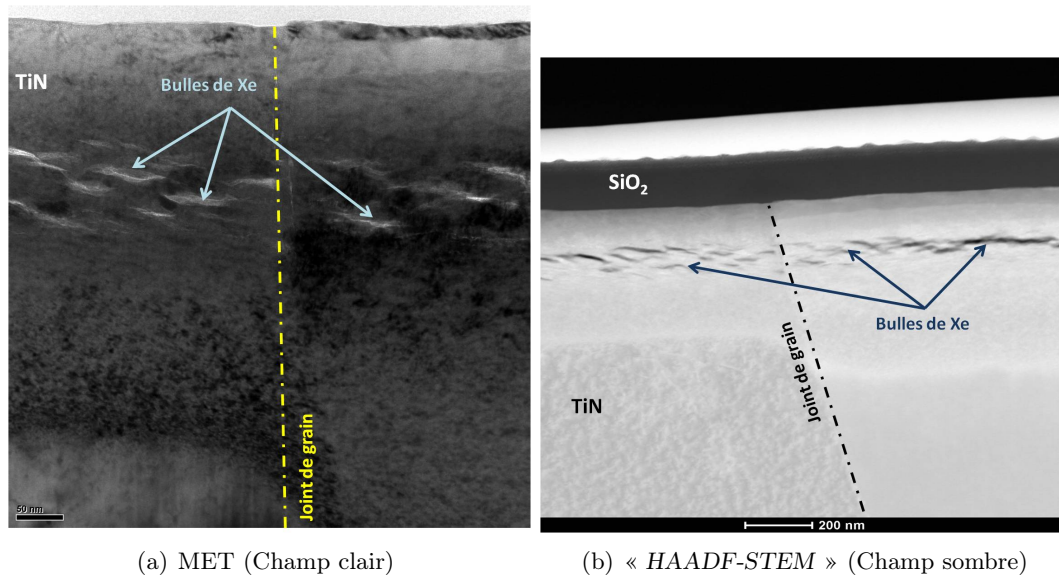 TiN
Bulles de Xe
Joint de grain
50 nm
SiO₂
Bulles de Xe
Joint de grain
TiN
200 nm
(a) MET (Champ clair)
(b) « HAADF-STEM » (Champ sombre)